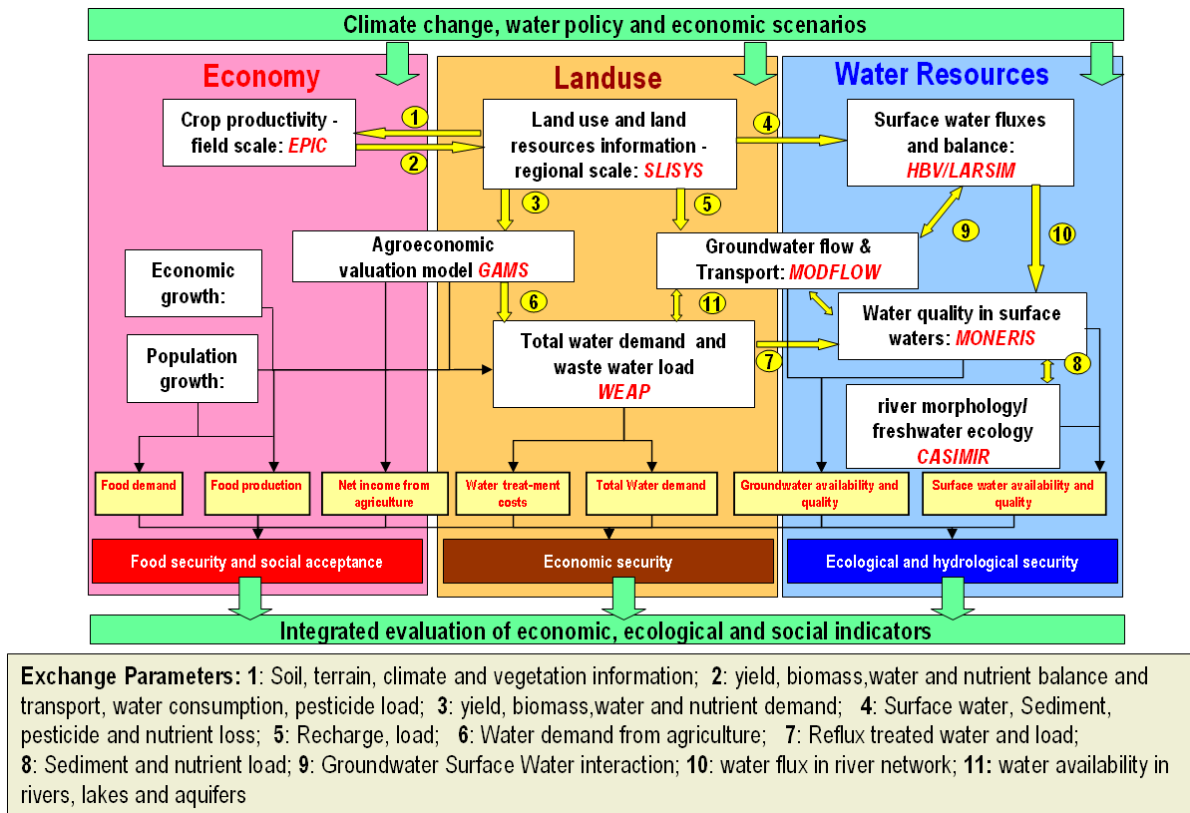 Climate change, water policy and economic scenarios
Economy
Landuse
Water Resources
Crop productivity -
field scale: EPIC
1
2
Land use and land
resources information -
regional scale: SLISYS
4
Surface water fluxes
and balance:
HBV/LARSIM
3
5
9
10
Agroeconomic
valuation model GAMS
Groundwater flow &
Transport: MODFLOW
Economic
growth:
6
11
Water quality in surface
waters: MONERIS
Population
growth:
Total water demand and
waste water load
WEAP
7
8
river morphology/
freshwater ecology
CASIMIR
Food demand
Food production
Net income from
agriculture
Water treat-ment
costs
Total Water demand
Groundwater availability and
quality
Surface water availability and
quality
Food security and social acceptance
Economic security
Ecological and hydrological security
Integrated evaluation of economic, ecological and social indicators
Exchange Parameters: 1: Soil, terrain, climate and vegetation information; 2: yield, biomass,water and nutrient balance and
transport, water consumption, pesticide load; 3: yield, biomass,water and nutrient demand; 4: Surface water, Sediment,
pesticide and nutrient loss; 5: Recharge, load; 6: Water demand from agriculture; 7: Reflux treated water and load;
8: Sediment and nutrient load; 9: Groundwater Surface Water interaction; 10: water flux in river network; 11: water availability in
rivers, lakes and aquifers